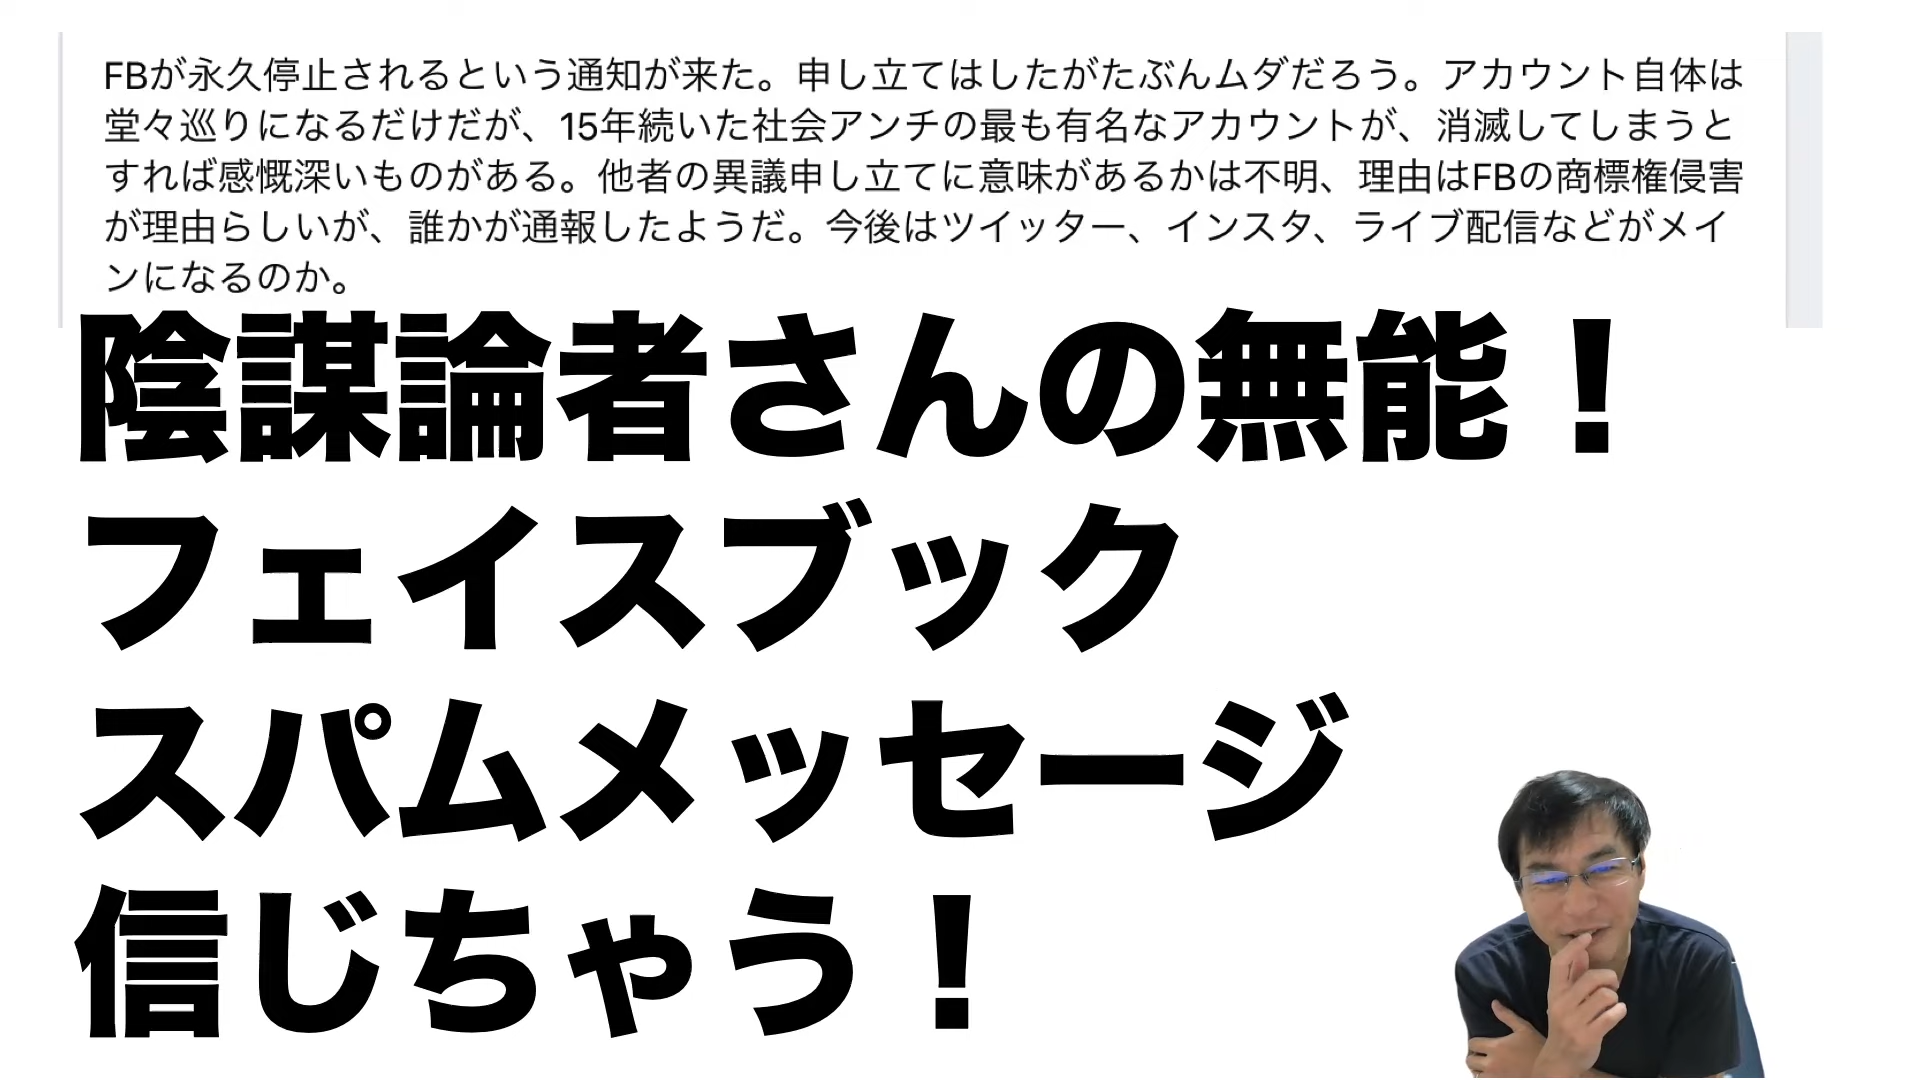 FBが永久停止されるという通知が来た。申し立てはしたがたぶんムダだろう。アカウント自体は
堂々巡りになるだけだが、15年続いた社会アンチの最も有名なアカウントが、消滅してしまうと
すれば感慨深いものがある。他者の異議申し立てに意味があるかは不明、理由はFBの商標権侵害
が理由らしいが、誰かが通報したようだ。今後はツイッター、インスタ、ライブ配信などがメイ
ンになるのか。
陰謀論者さんの無能！
フェイスブック
スパムメッセージ
信じちゃう！